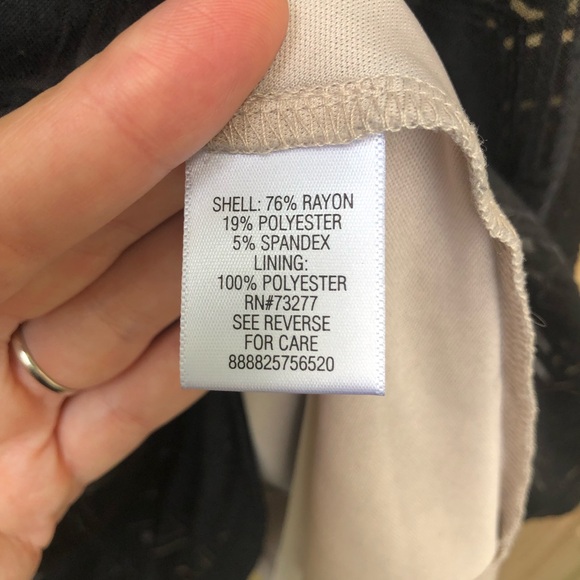 SHELL: 76% RAYON
19% POLYESTER
5% SPANDEX
LINING:
100% POLYESTER
RN#73277
SEE REVERSE
FOR CARE
888825756520